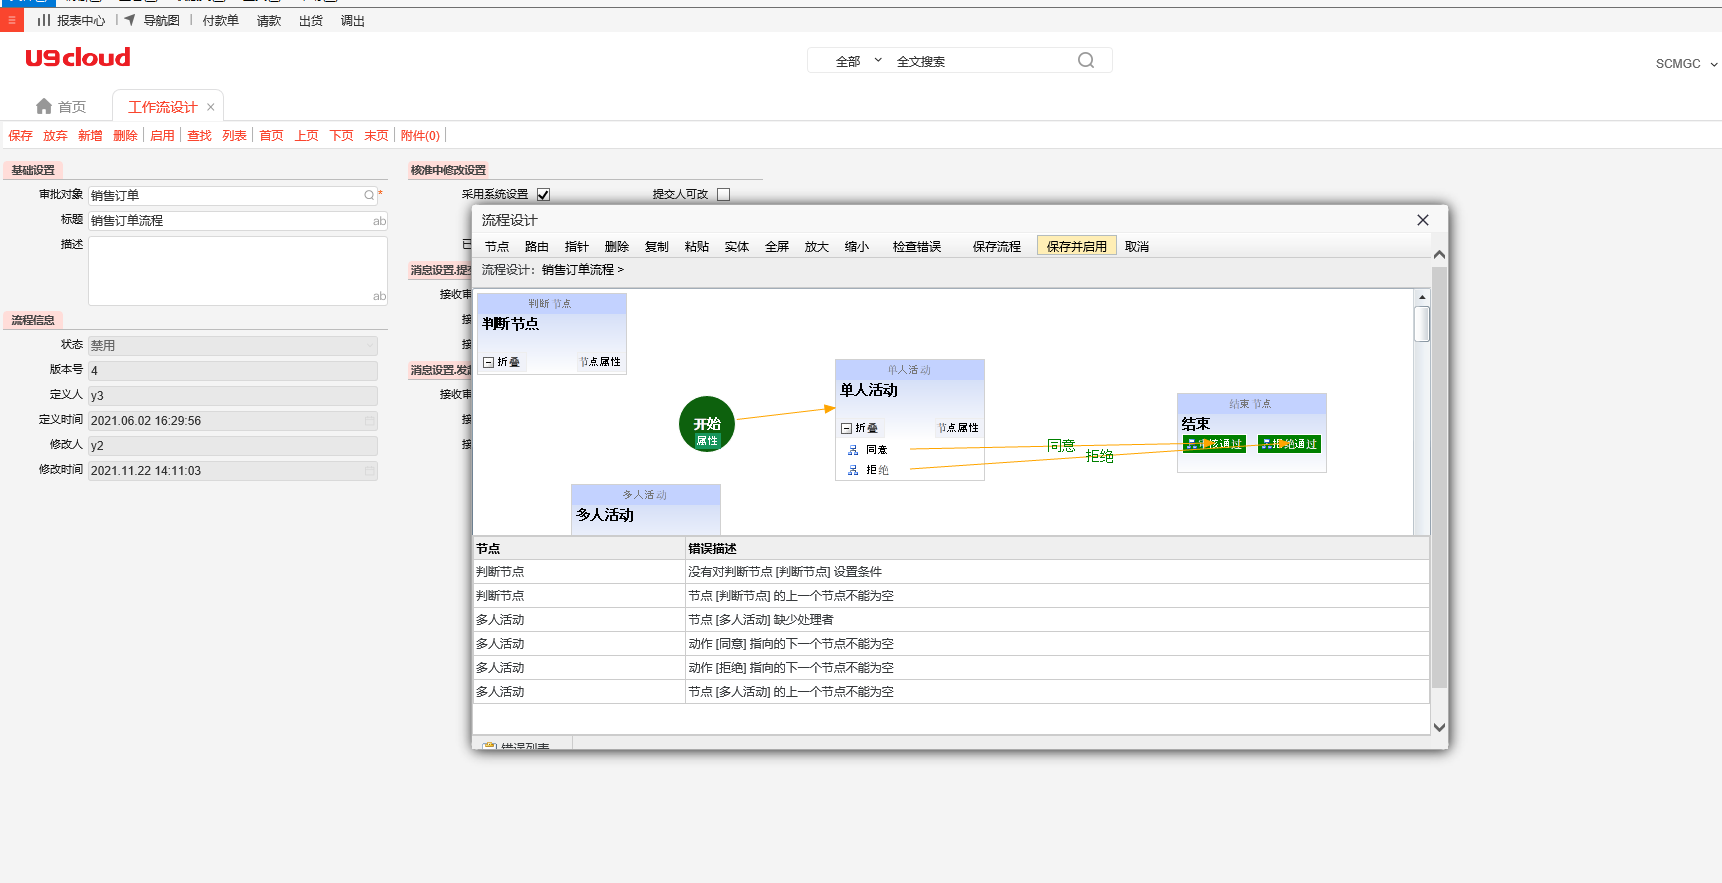 报表中心 导航图 付款单 请款 出货 调出
U9cloud
全部 全文搜索
SCMGC
首页 工作流设计
保存 放弃 新增 删除 启用 查找 列表 首页 上页 下页 末页 附件(0)
基础设置
审批对象 销售订单 *
标题 销售订单流程 ab
描述
ab
流程信息
状态 禁用
版本号 4
定义人 y3
定义时间 2021.06.02 16:29:56
修改人 y2
修改时间 2021.11.22 14:11:03
核准中修改设置
采用系统设置 提交人可改
已
消息设置.提交
接收审
接
接
消息设置.发起
接收审
接
接
流程设计
节点 路由 指针 删除 复制 粘贴 实体 全屏 放大 缩小 检查错误 保存流程 保存并启用 取消
流程设计: 销售订单流程 >
判断 节点
判断节点
折叠 节点属性
开始
属性
单人活动
单人活动
折叠 节点属性
同意
拒绝
同意
拒绝
结束 节点
结束
审核通过 拒绝通过
多人活动
多人活动
节点 错误描述
判断节点 没有对判断节点 [判断节点] 设置条件
判断节点 节点 [判断节点] 的上一个节点不能为空
多人活动 节点 [多人活动] 缺少处理者
多人活动 动作 [同意] 指向的下一个节点不能为空
多人活动 动作 [拒绝] 指向的下一个节点不能为空
多人活动 节点 [多人活动] 的上一个节点不能为空
错误列表